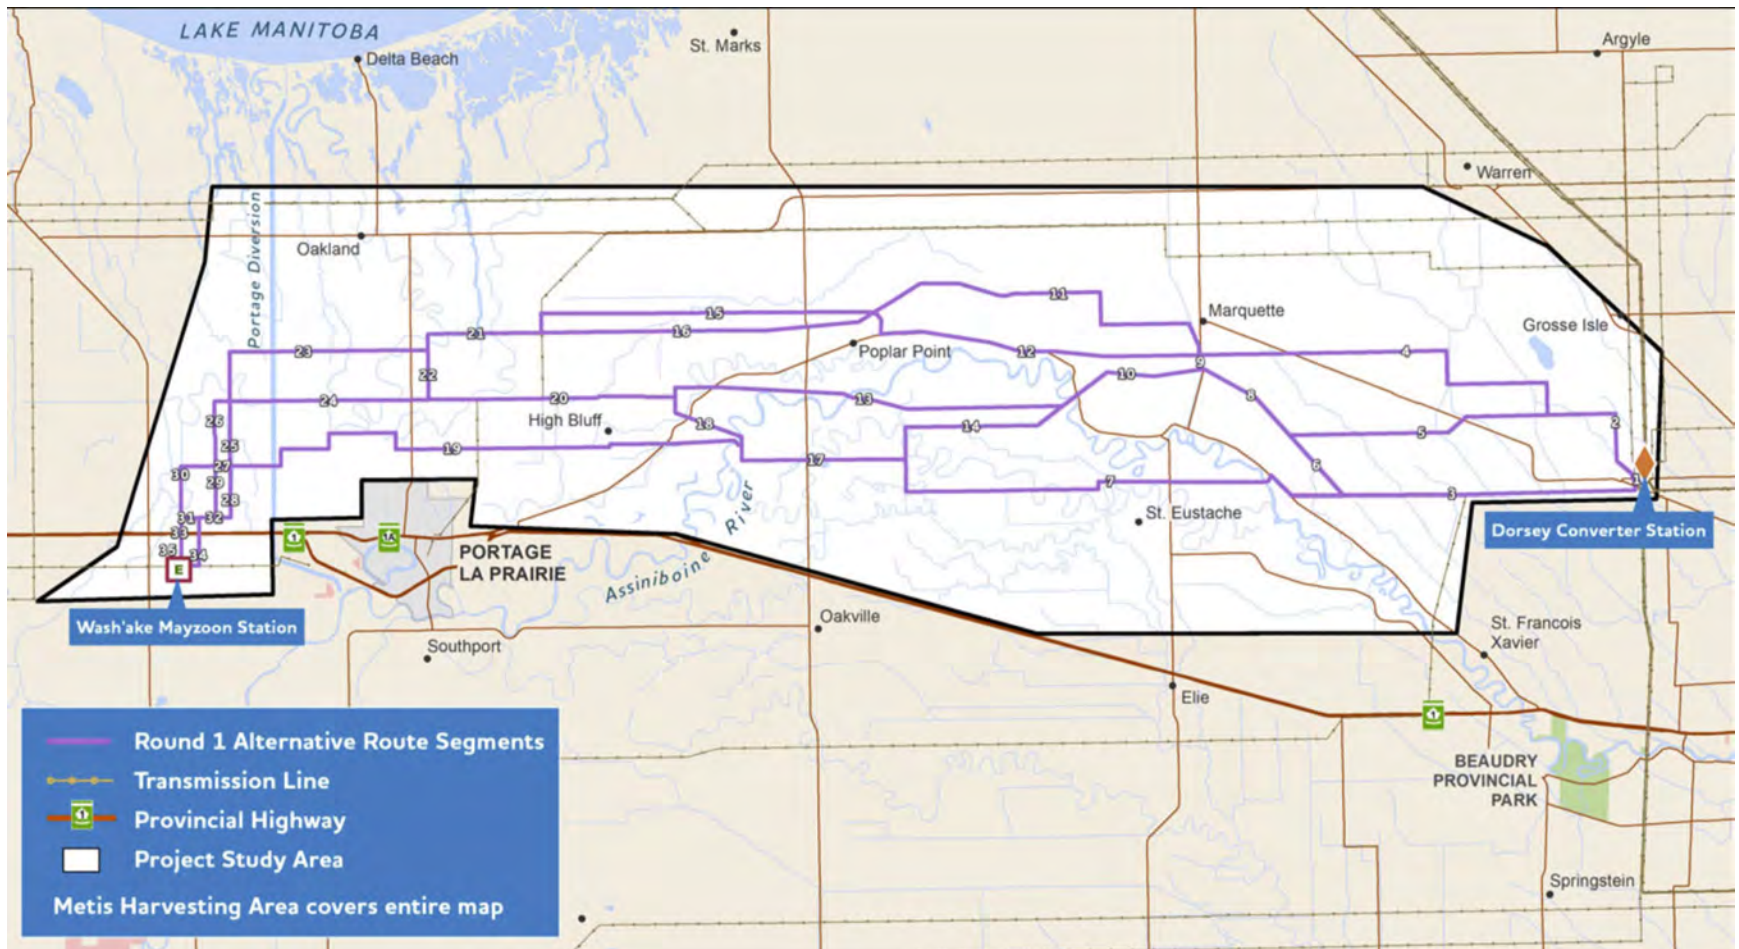 LAKE MANITOBA
Delta Beach
St. Marks
Argyle
Warren
Portage Diversion
Oakland
11
15
Marquette
Grosse Isle
21
16
23
Poplar Point
12
4
9
22
10
8
24
20
13
26
High Bluff
18
14
2
5
25
19
17
27
6
30
29
7
1
28
3
31
32
St. Eustache
33
Dorsey Converter Station
1
1A
35
34
PORTAGE
LA PRAIRIE
E
Assiniboine River
Wash'ake Mayzoon Station
Oakville
St. Francois
Xavier
Southport
Elie
1
Round 1 Alternative Route Segments
Transmission Line
1
Provincial Highway
Project Study Area
Metis Harvesting Area covers entire map
BEAUDRY
PROVINCIAL
PARK
Springstein